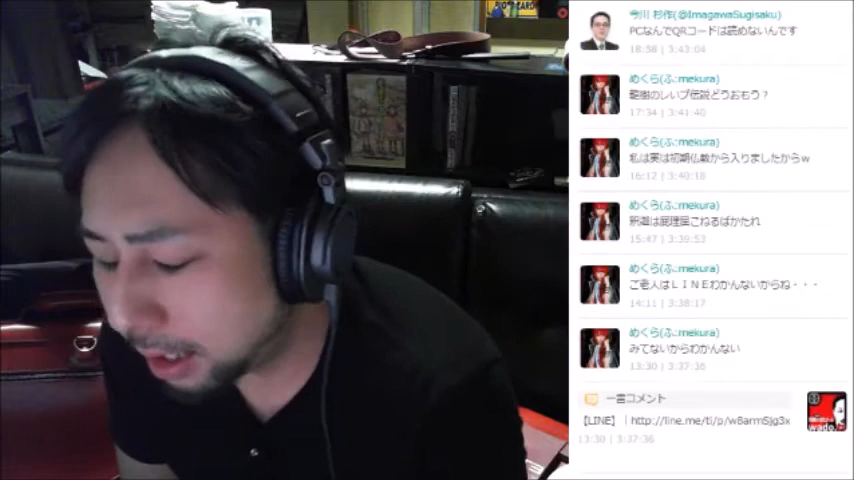 今川 杉作(@ImagawaSugisaku)
PCなんでQRコードは読めないんです
18:58 | 3:43:04
めくら(ふ:mekura)
龍樹のしいプ伝説どうおもう?
17:34 | 3:41:40
めくら(ふ:mekura)
私は実は初期仏教から入りましたからw
16:12 | 3:40:18
めくら(ふ:mekura)
釈迦は屁理屈こねるばかたれ
15:47 | 3:39:53
めくら(ふ:mekura)
ご老人はLINEわかんないからね・・・
14:11 | 3:38:17
めくら(ふ:mekura)
みてないからわかんない
13:30 | 3:37:36
一言コメント
【LINE】|http://line.me/ti/p/w8armSjg3x
wado.
13:30 | 3:37:36